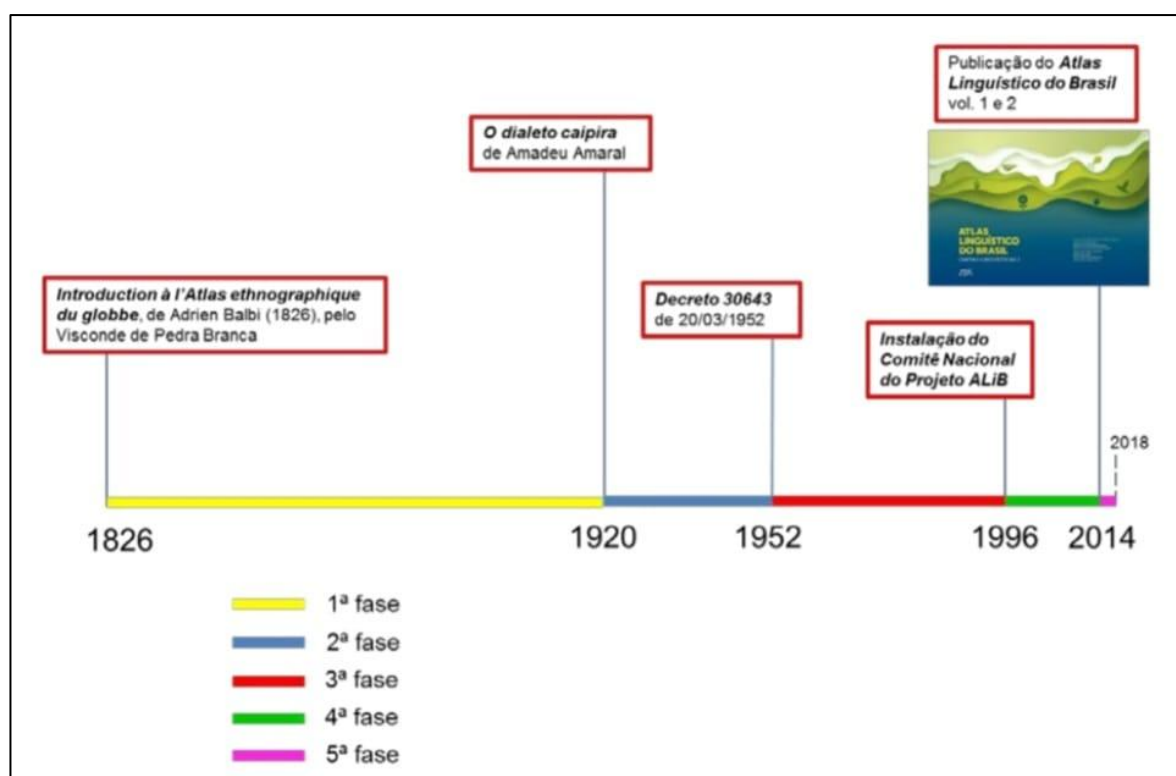 Publicação do Atlas
Linguístico do Brasil
vol. 1 e 2
O dialeto caipira
de Amadeu Amaral
ATLAS
LINGUÍSTICO
DO BRASIL
Introduction à l'Atlas ethnographique
du globbe, de Adrien Balbi (1826), pelo
Visconde de Pedra Branca
Decreto 30643
de 20/03/1952
Instalação do
Comitê Nacional
do Projeto ALiB
2018
1826
1920
1952
1996
2014
1ª fase
2ª fase
3ª fase
4ª fase
5ª fase